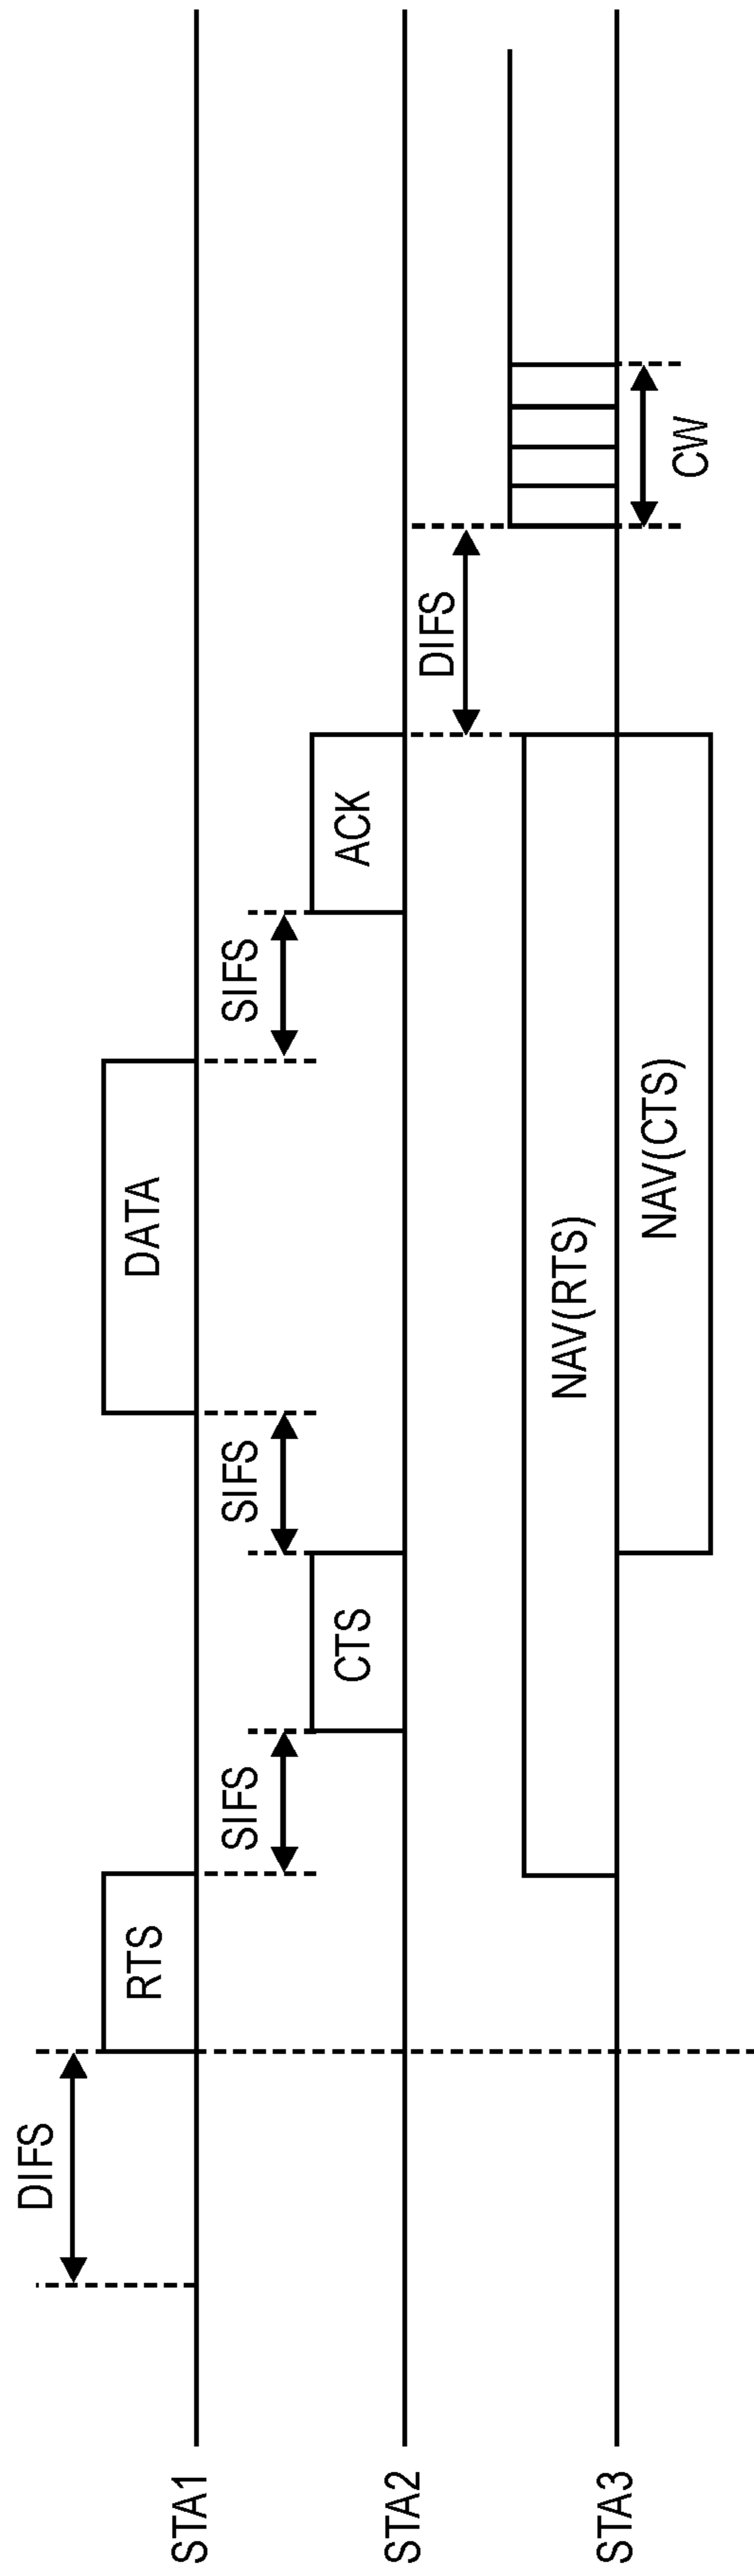 DIFS
STA1
RTS
DATA
SIFS
SIFS
SIFS
STA2
CTS
ACK
DIFS
STA3
NAV(RTS)
NAV(CTS)
CW